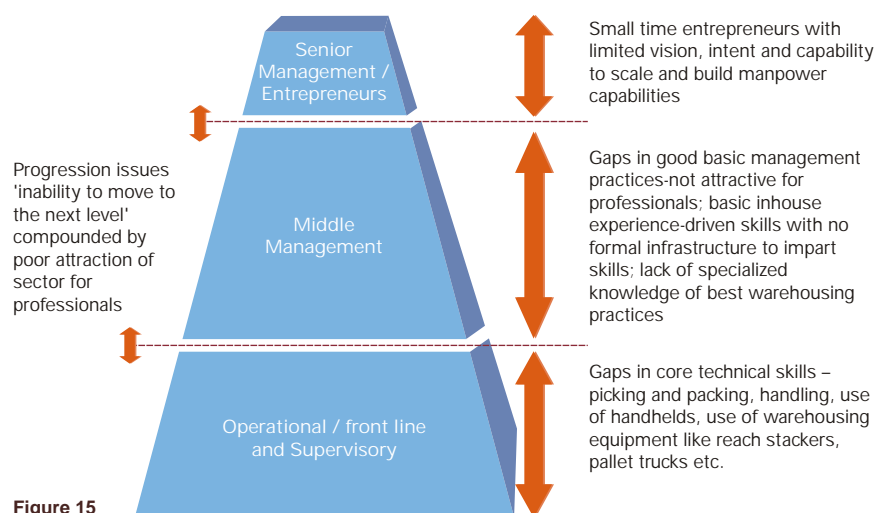 Senior
Management /
Entrepreneurs
Small time entrepreneurs with
limited vision, intent and capability
to scale and build manpower
capabilities
Progression issues
'inability to move to
the next level'
compounded by
poor attraction of
sector for
professionals
Middle
Management
Gaps in good basic management
practices-not attractive for
professionals; basic inhouse
experience-driven skills with no
formal infrastructure to impart
skills; lack of specialized
knowledge of best warehousing
practices
Operational / front line
and Supervisory
Gaps in core technical skills –
picking and packing, handling, use
of handhelds, use of warehousing
equipment like reach stackers,
pallet trucks etc.
Figure 15